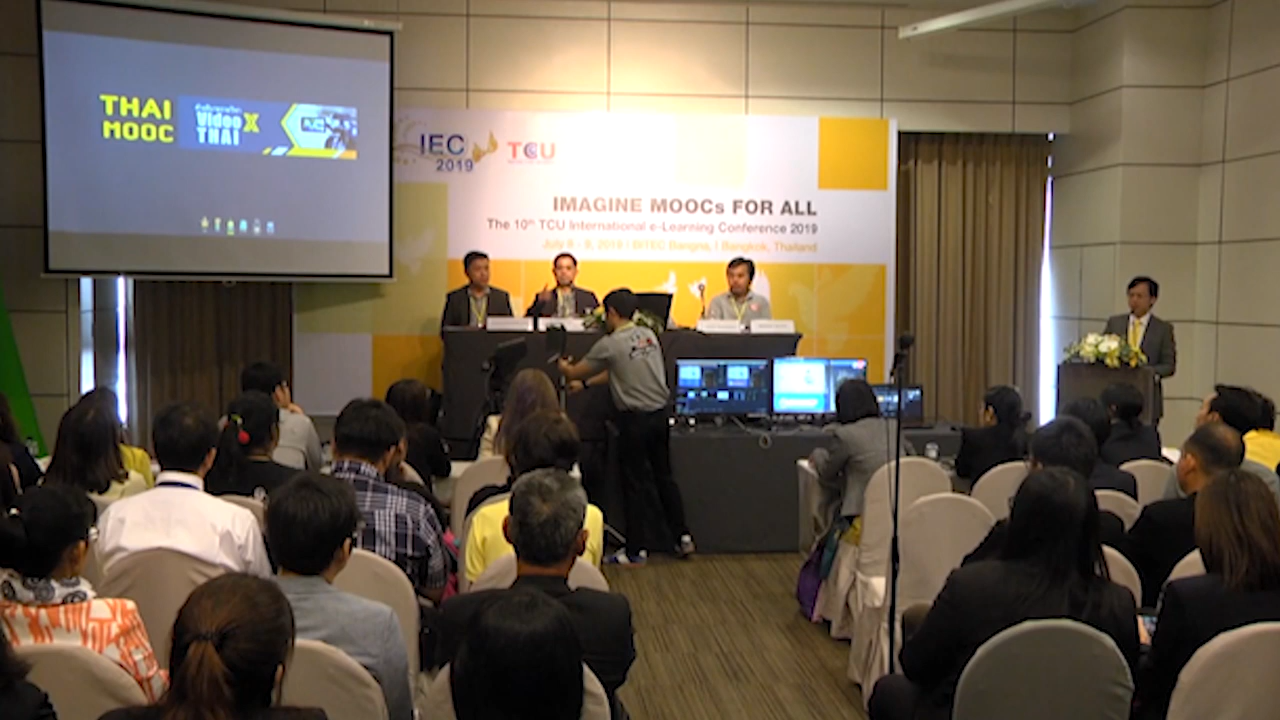 THAI
MOOC
Video X
THAI
IEC
2019
TCU
IMAGINE MOOCs FOR ALL
The 10th TCU International e-Learning Conference 2019
July 8 - 9, 2019 | BITEC Bangna, | Bangkok, Thailand